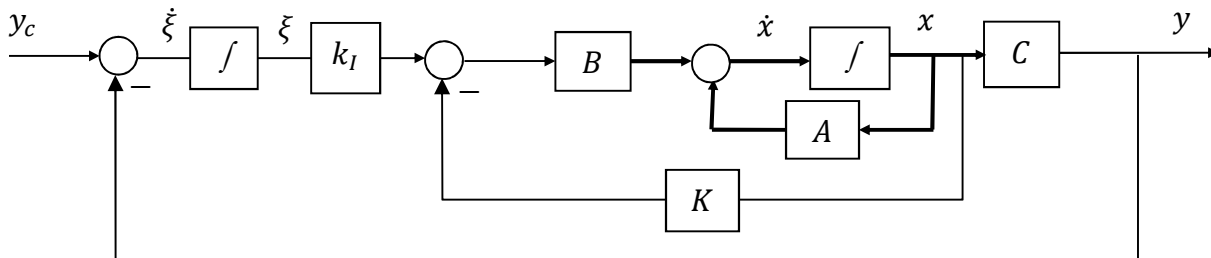 y_c ξ̇ ∫ ξ k_I B ẋ ∫ x C y
− −
A
K